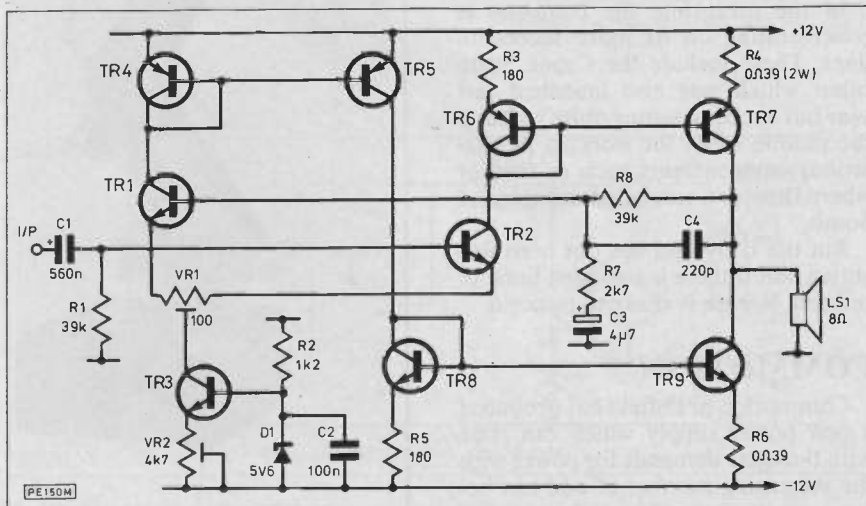 +12V
TR4
TR5
R3
180
R4
0Ω39 (2W)
TR6
TR7
TR1
R8
39k
I/P
C1
+
560n
TR2
C4
220p
VR1
100
R7
2k7
LS1
8Ω
R1
39k
R2
1k2
+
C3
4µ7
TR3
TR8
TR9
VR2
4k7
D1
5V6
C2
100n
R5
180
R6
0Ω39
PE150M
-12V